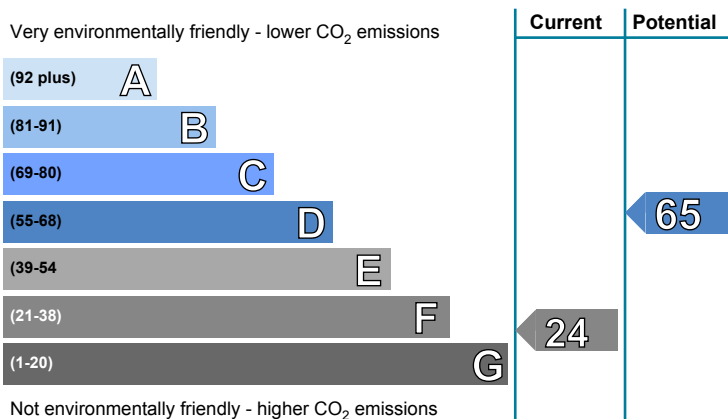 Current Potential
Very environmentally friendly - lower CO2 emissions
(92 plus) A
(81-91) B
(69-80 C
(55-68) D
65
(39-54 E
(21-38) F
24
(1-20) G
Not environmentally friendly - higher CO2 emissions